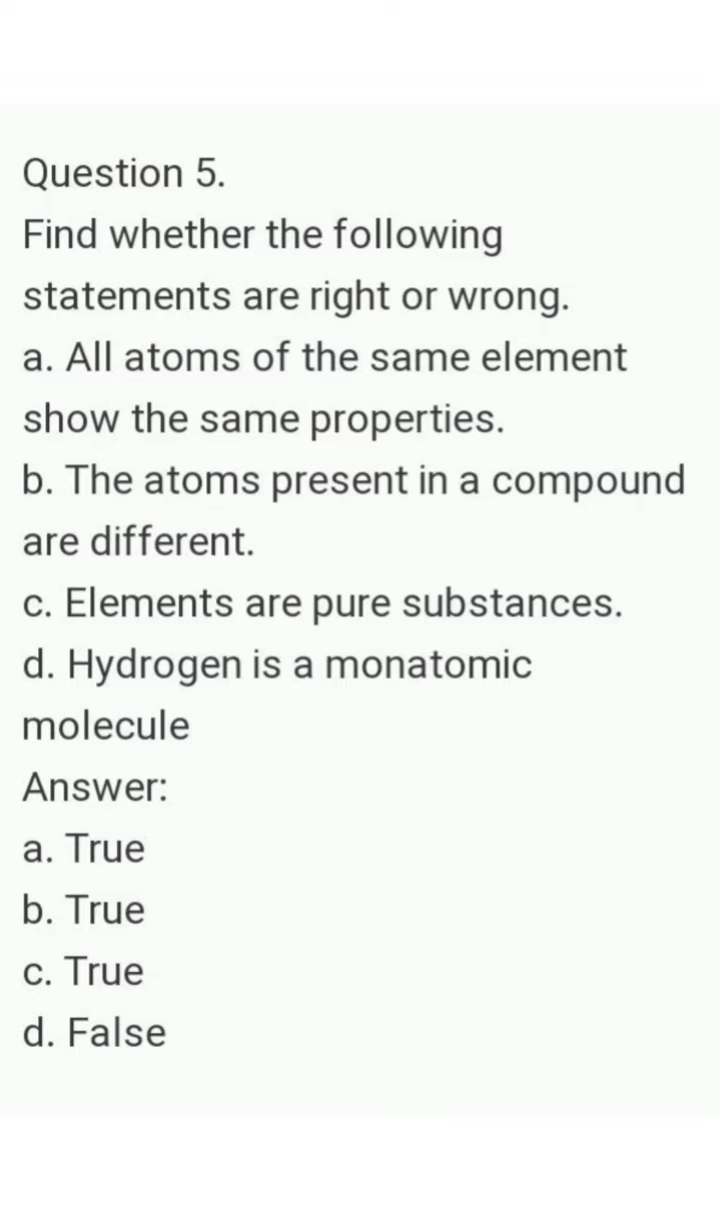 Question 5.
Find whether the following
statements are right or wrong.
a. All atoms of the same element
show the same properties.
b. The atoms present in a compound
are different.
c. Elements are pure substances.
d. Hydrogen is a monatomic
molecule
Answer:
a. True
b. True
c. True
d. False